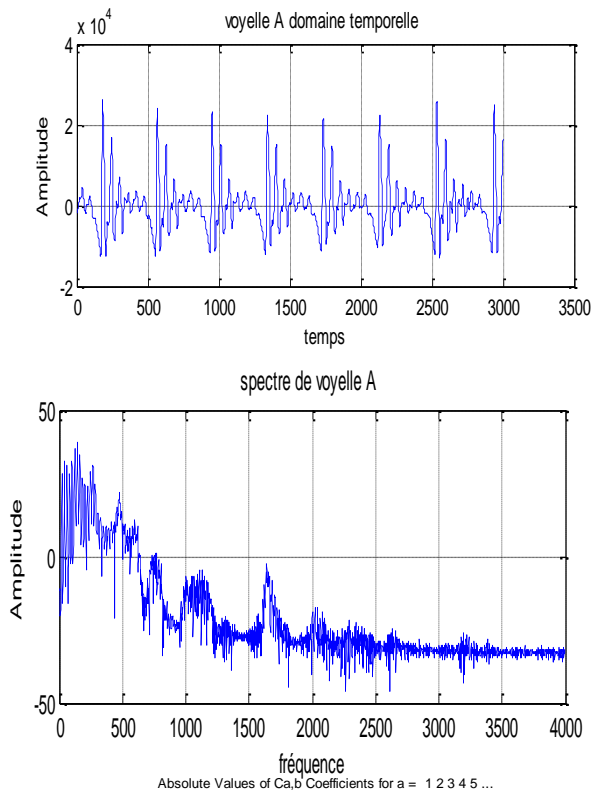 voyelle A domaine temporelle
x 10^4
4
2
0
-2
Amplitude
0 500 1000 1500 2000 2500 3000 3500
temps
spectre de voyelle A
50
0
-50
Amplitude
0 500 1000 1500 2000 2500 3000 3500 4000
fréquence
Absolute Values of Ca,b Coefficients for a = 1 2 3 4 5 ...